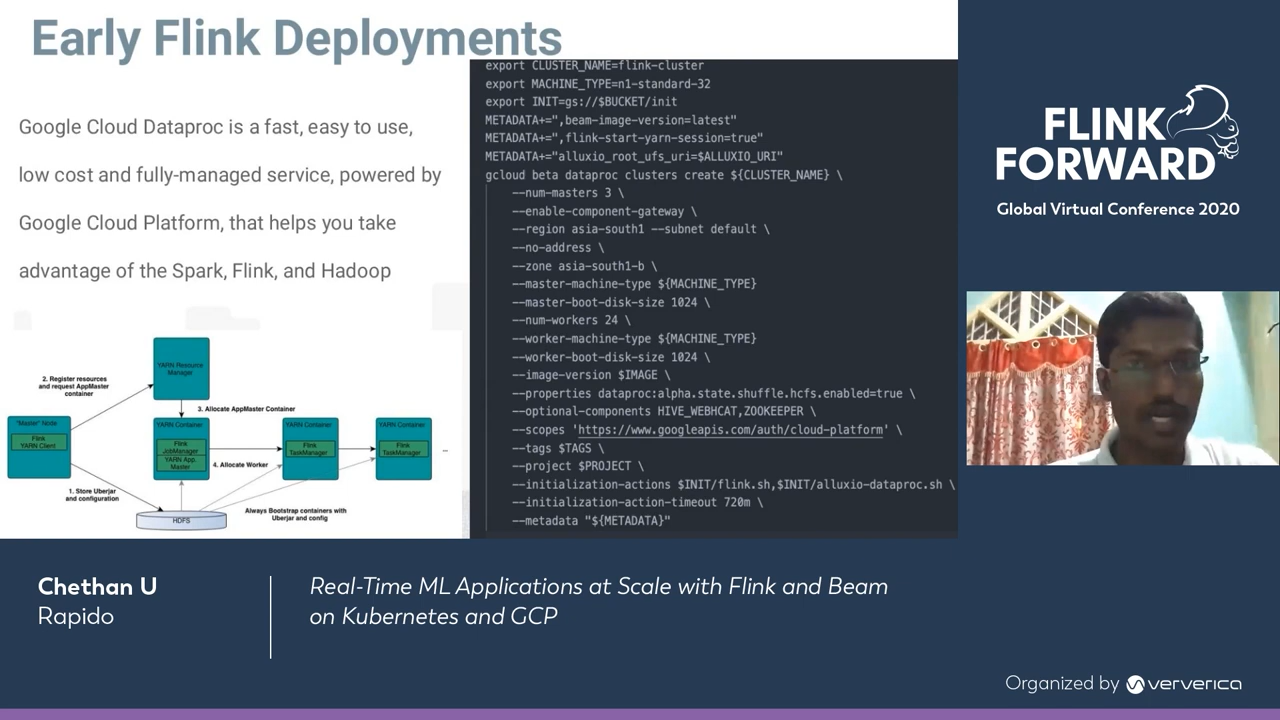 Early Flink Deployments
Google Cloud Dataproc is a fast, easy to use,
low cost and fully-managed service, powered by
Google Cloud Platform, that helps you take
advantage of the Spark, Flink, and Hadoop
YARN Resource
Manager
2. Register resources
and request AppMaster
container
3. Allocate AppMaster Container
"Master" Node
Flink
YARN Client
YARN Container
Flink
JobManager
YARN App.
Master
4. Allocate Worker
YARN Container
Flink
TaskManager
YARN Container
Flink
TaskManager
1. Store Uberjar
and configuration
HDFS
Always Bootstrap containers with
Uberjar and config
export CLUSTER_NAME=flink-cluster
export MACHINE_TYPE=n1-standard-32
export INIT=gs://$BUCKET/init
METADATA+=",beam-image-version=latest"
METADATA+=",flink-start-yarn-session=true"
METADATA+="alluxio_root_ufs_uri=$ALLUXIO_URI"
gcloud beta dataproc clusters create ${CLUSTER_NAME} \
--num-masters 3 \
--enable-component-gateway \
--region asia-south1 --subnet default \
--no-address \
--zone asia-south1-b \
--master-machine-type ${MACHINE_TYPE}
--master-boot-disk-size 1024 \
--num-workers 24 \
--worker-machine-type ${MACHINE_TYPE}
--worker-boot-disk-size 1024 \
--image-version $IMAGE \
--properties dataproc:alpha.state.shuffle.hcfs.enabled=true \
--optional-components HIVE_WEBHCAT,ZOOKEEPER \
--scopes 'https://www.googleapis.com/auth/cloud-platform' \
--tags $TAGS \
--project $PROJECT \
--initialization-actions $INIT/flink.sh,$INIT/alluxio-dataproc.sh \
--initialization-action-timeout 720m \
--metadata "${METADATA}"
FLINK
FORWARD
Global Virtual Conference 2020
Chethan U
Rapido
Real-Time ML Applications at Scale with Flink and Beam
on Kubernetes and GCP
Organized by ververica